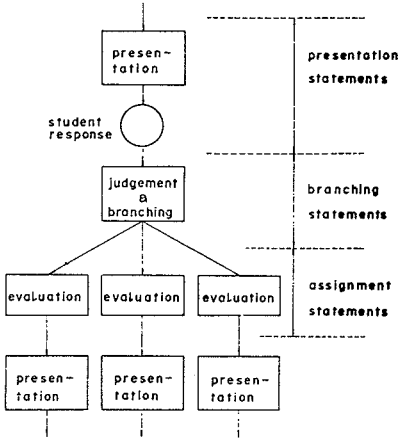 presen-
tation
presentation
statements
student
response
judgement
a
branching
branching
statements
evaluation
evaluation
evaluation
assignment
statements
presen-
tation
presen-
tation
presen-
tation